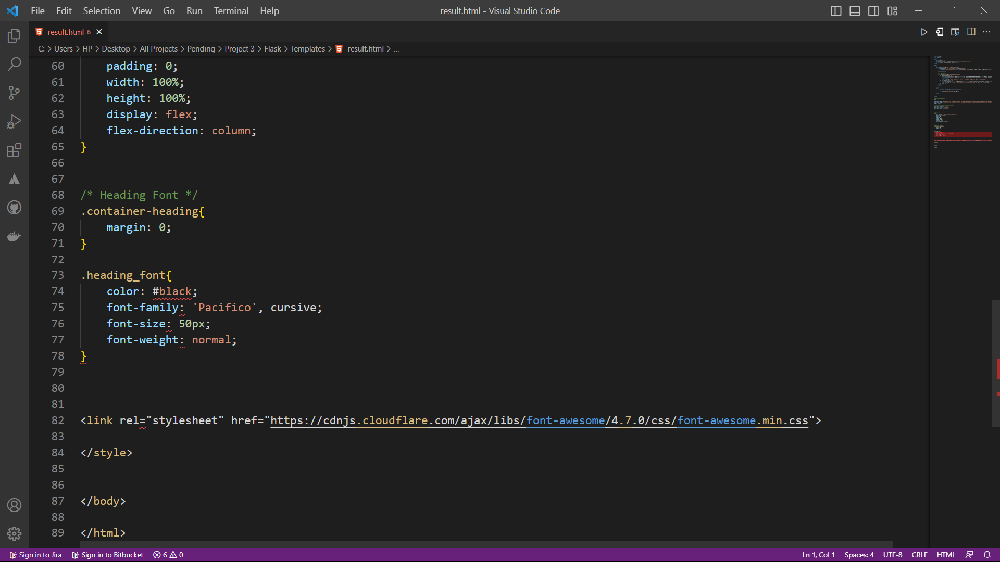 File Edit Selection View Go Run Terminal Help
result.html - Visual Studio Code
result.html 6
C: > Users > HP > Desktop > All Projects > Pending > Project 3 > Flask > Templates > result.html > ...
60 padding: 0;
61 width: 100%;
62 height: 100%;
63 display: flex;
64 flex-direction: column;
65 }
66
67
68 /* Heading Font */
69 .container-heading{
70 margin: 0;
71 }
72
73 .heading_font{
74 color: #black;
75 font-family: 'Pacifico', cursive;
76 font-size: 50px;
77 font-weight: normal;
78 }
79
80
81
82 <link rel="stylesheet" href="https://cdnjs.cloudflare.com/ajax/libs/font-awesome/4.7.0/css/font-awesome.min.css">
83
84 </style>
85
86
87 </body>
88
89 </html>
Sign in to Jira Sign in to Bitbucket 6 0 Ln 1, Col 1 Spaces: 4 UTF-8 CRLF HTML